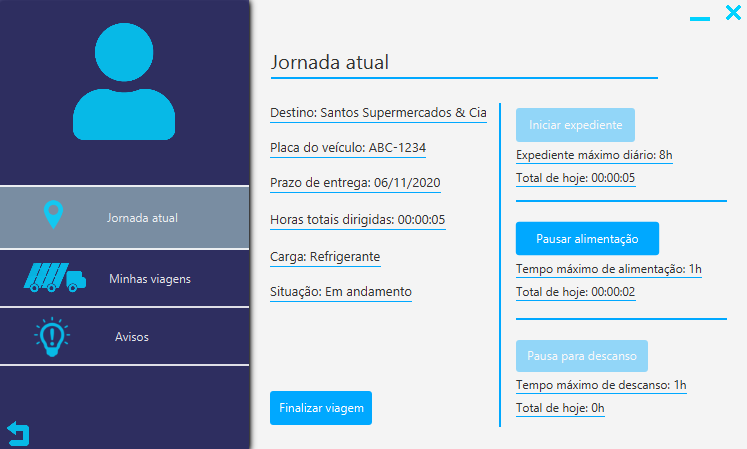 Jornada atual
Minhas viagens
Avisos
Jornada atual
Destino: Santos Supermercados & Cia
Placa do veículo: ABC-1234
Prazo de entrega: 06/11/2020
Horas totais dirigidas: 00:00:05
Carga: Refrigerante
Situação: Em andamento
Finalizar viagem
Iniciar expediente
Expediente máximo diário: 8h
Total de hoje: 00:00:05
Pausar alimentação
Tempo máximo de alimentação: 1h
Total de hoje: 00:00:02
Pausa para descanso
Tempo máximo de descanso: 1h
Total de hoje: 0h